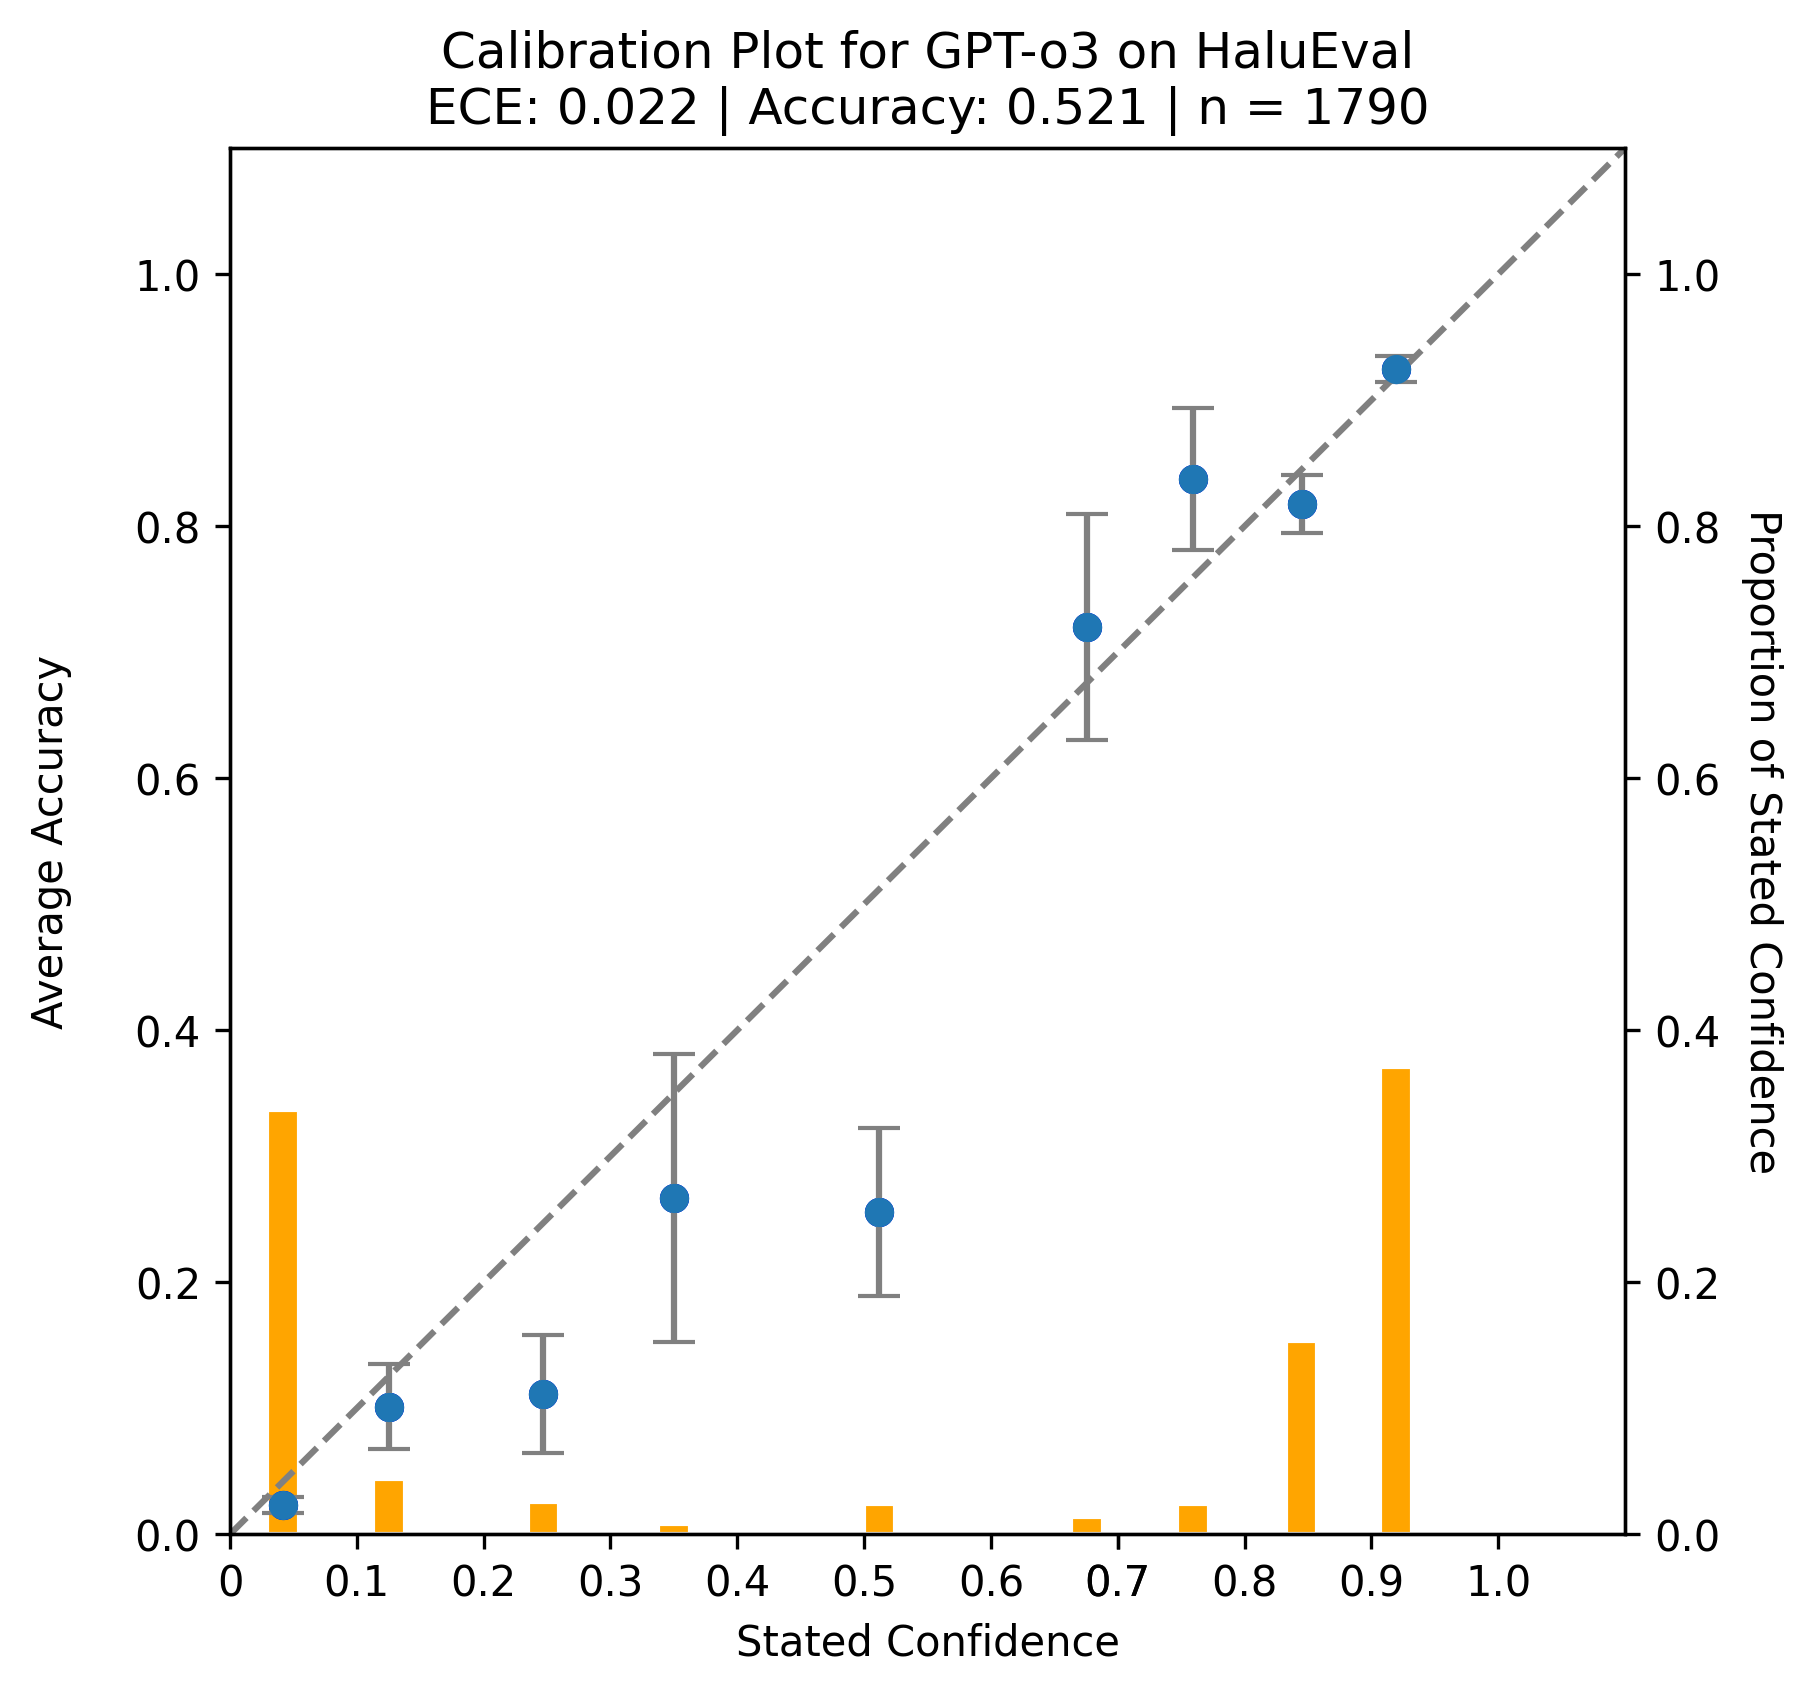 Calibration Plot for GPT-o3 on HaluEval
ECE: 0.022 | Accuracy: 0.521 | n = 1790
Average Accuracy
1.0
0.8
0.6
0.4
0.2
0.0
1.0
0.8
0.6
0.4
0.2
0.0
Proportion of Stated Confidence
0 0.1 0.2 0.3 0.4 0.5 0.6 0.7 0.8 0.9 1.0
Stated Confidence